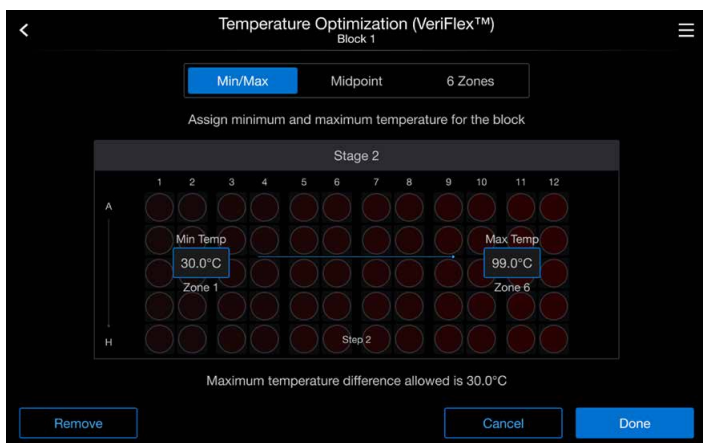 Temperature Optimization (VeriFlex™)
Block 1
Min/Max Midpoint 6 Zones
Assign minimum and maximum temperature for the block
Stage 2
1 2 3 4 5 6 7 8 9 10 11 12
A
Min Temp Max Temp
30.0°C 99.0°C
Zone 1 Zone 6
H Step 2
Maximum temperature difference allowed is 30.0°C
Remove Cancel Done